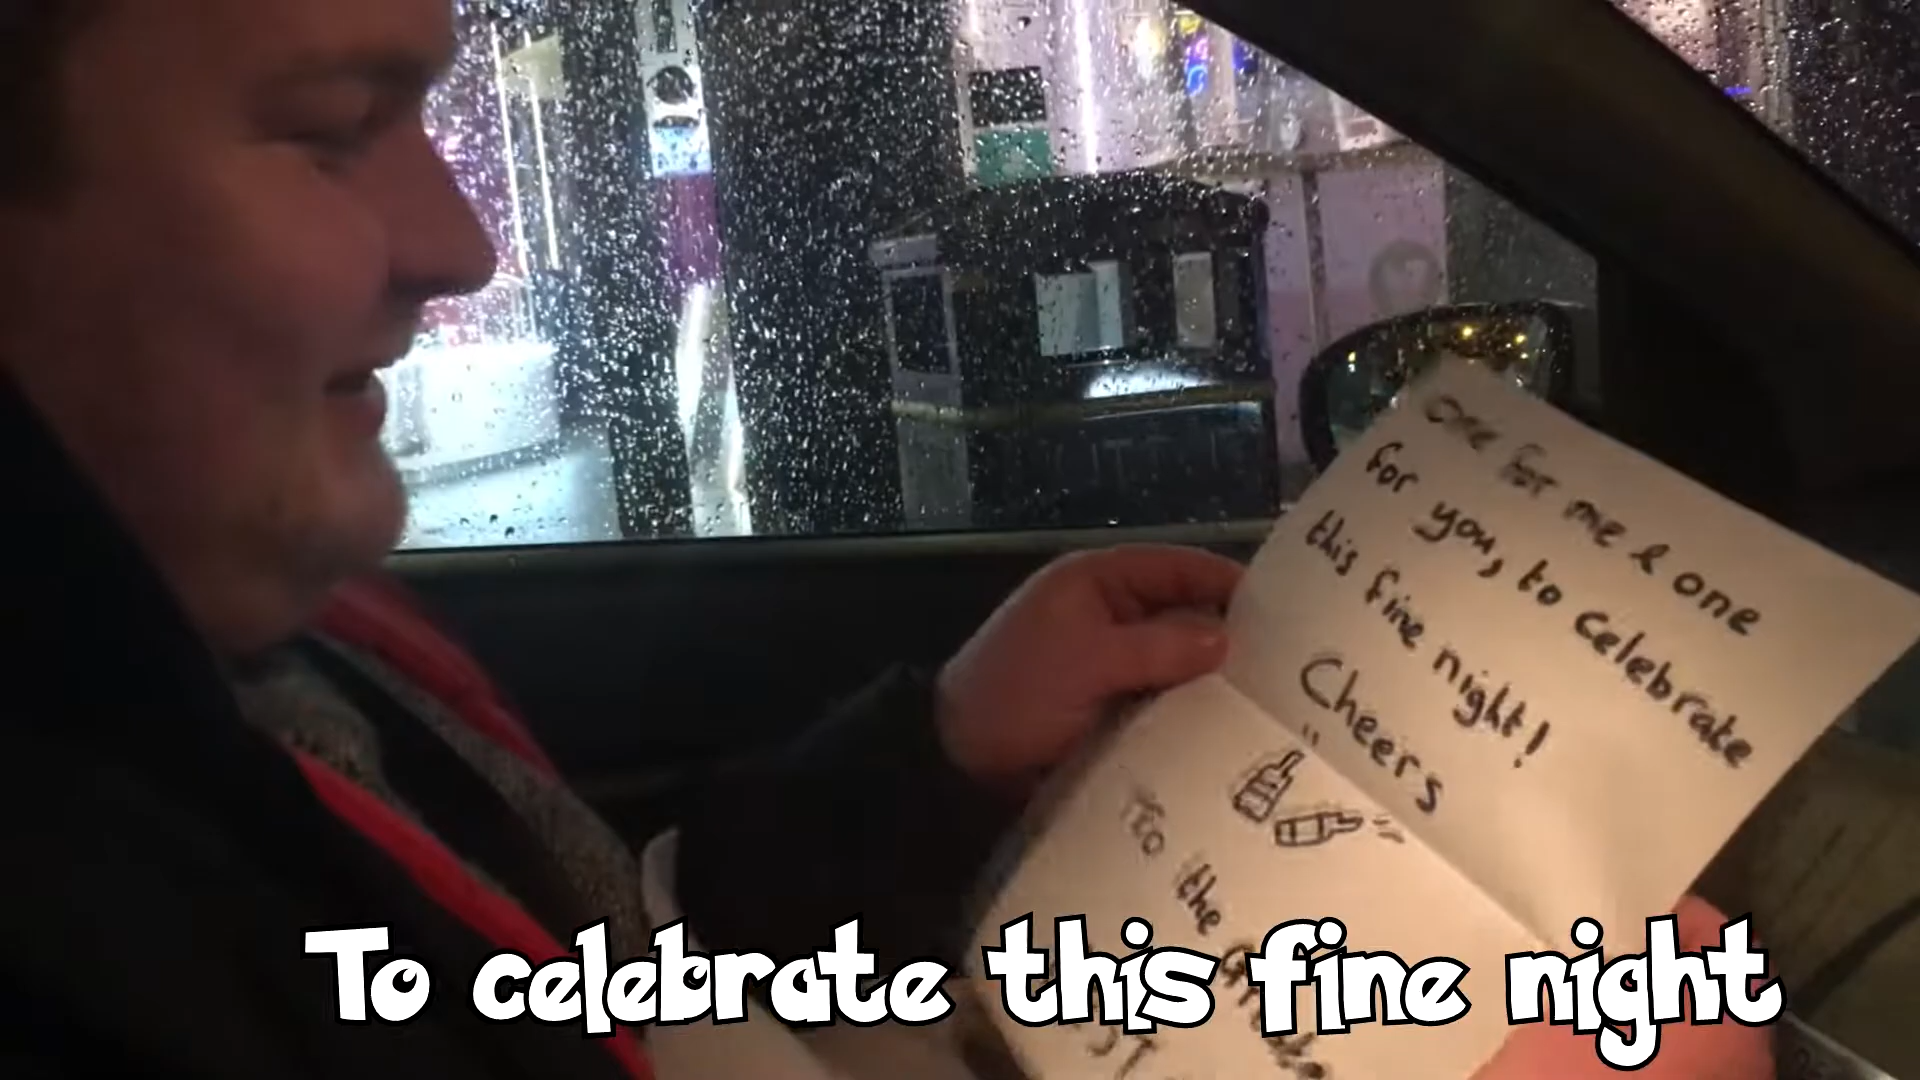 One for me & one
for you, to celebrate
this fine night!
Cheers
To the
To celebrate this fine night